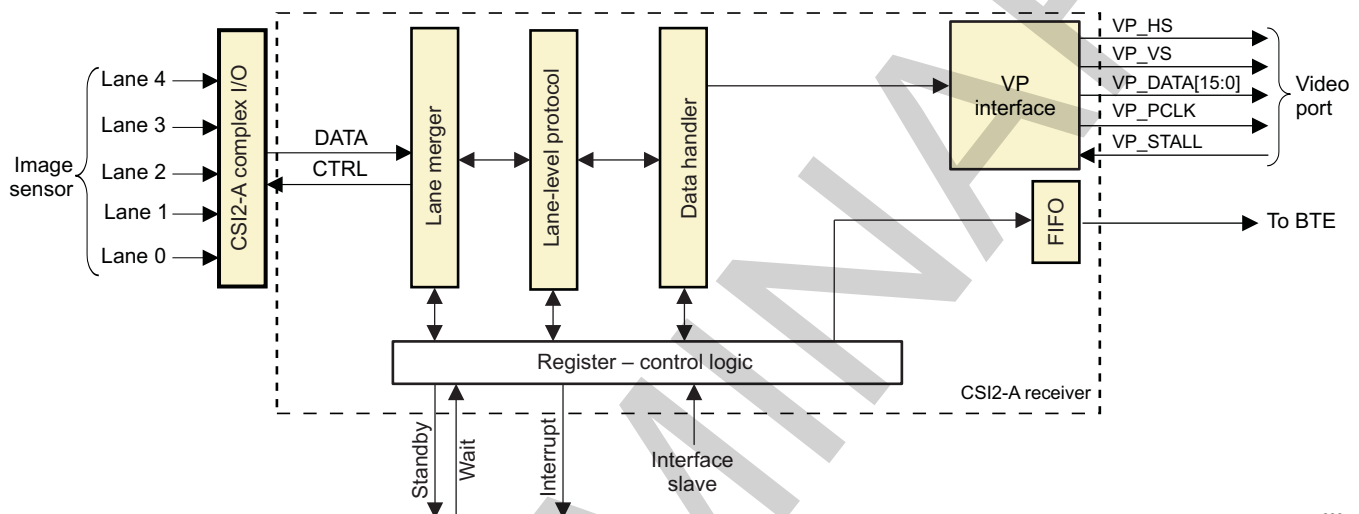 VP_HS
VP_VS
VP_DATA[15:0]
VP_PCLK
VP_STALL
VP
interface
Video
port
Lane 4
Lane 3
Lane 2
Lane 1
Lane 0
Image
sensor
CSI2-A complex I/O
DATA
CTRL
Lane merger
Lane-level protocol
Data handler
FIFO
To BTE
Register – control logic
CSI2-A receiver
Standby
Wait
Interrupt
Interface
slave